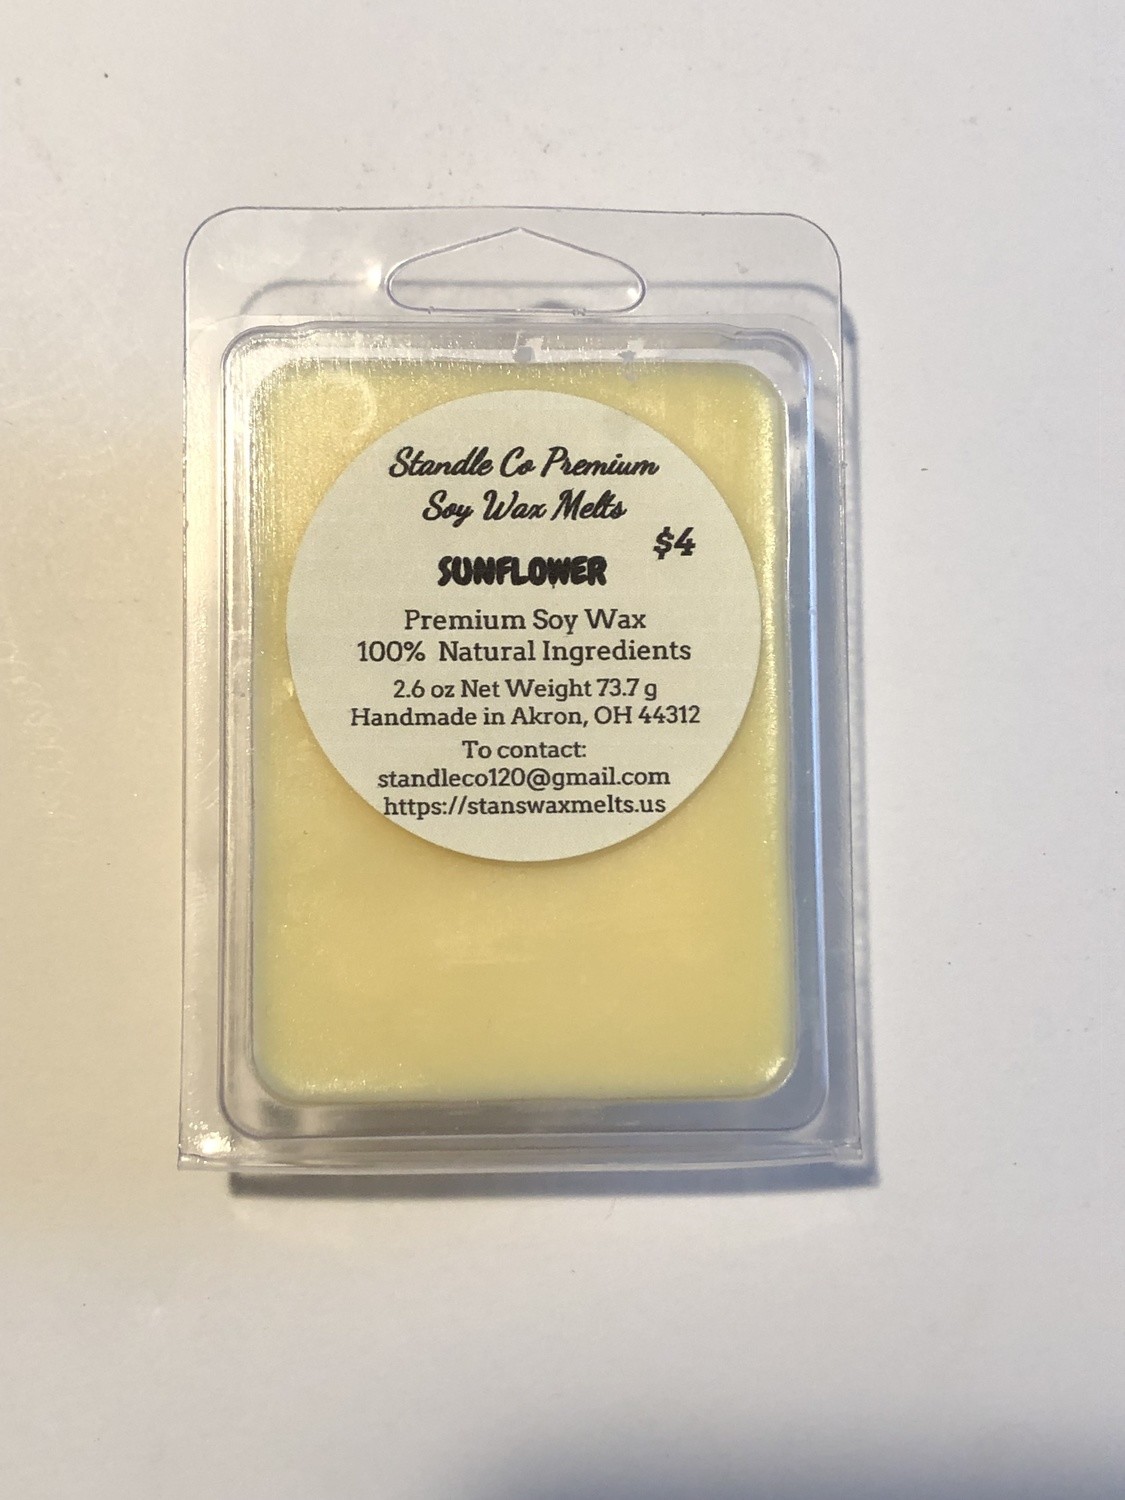 Standle Co Premium
Soy Wax Melts
$4
SUNFLOWER
Premium Soy Wax
100% Natural Ingredients
2.6 oz Net Weight 73.7 g
Handmade in Akron, OH 44312
To contact:
standleco120@gmail.com
https://stanswaxmelts.us